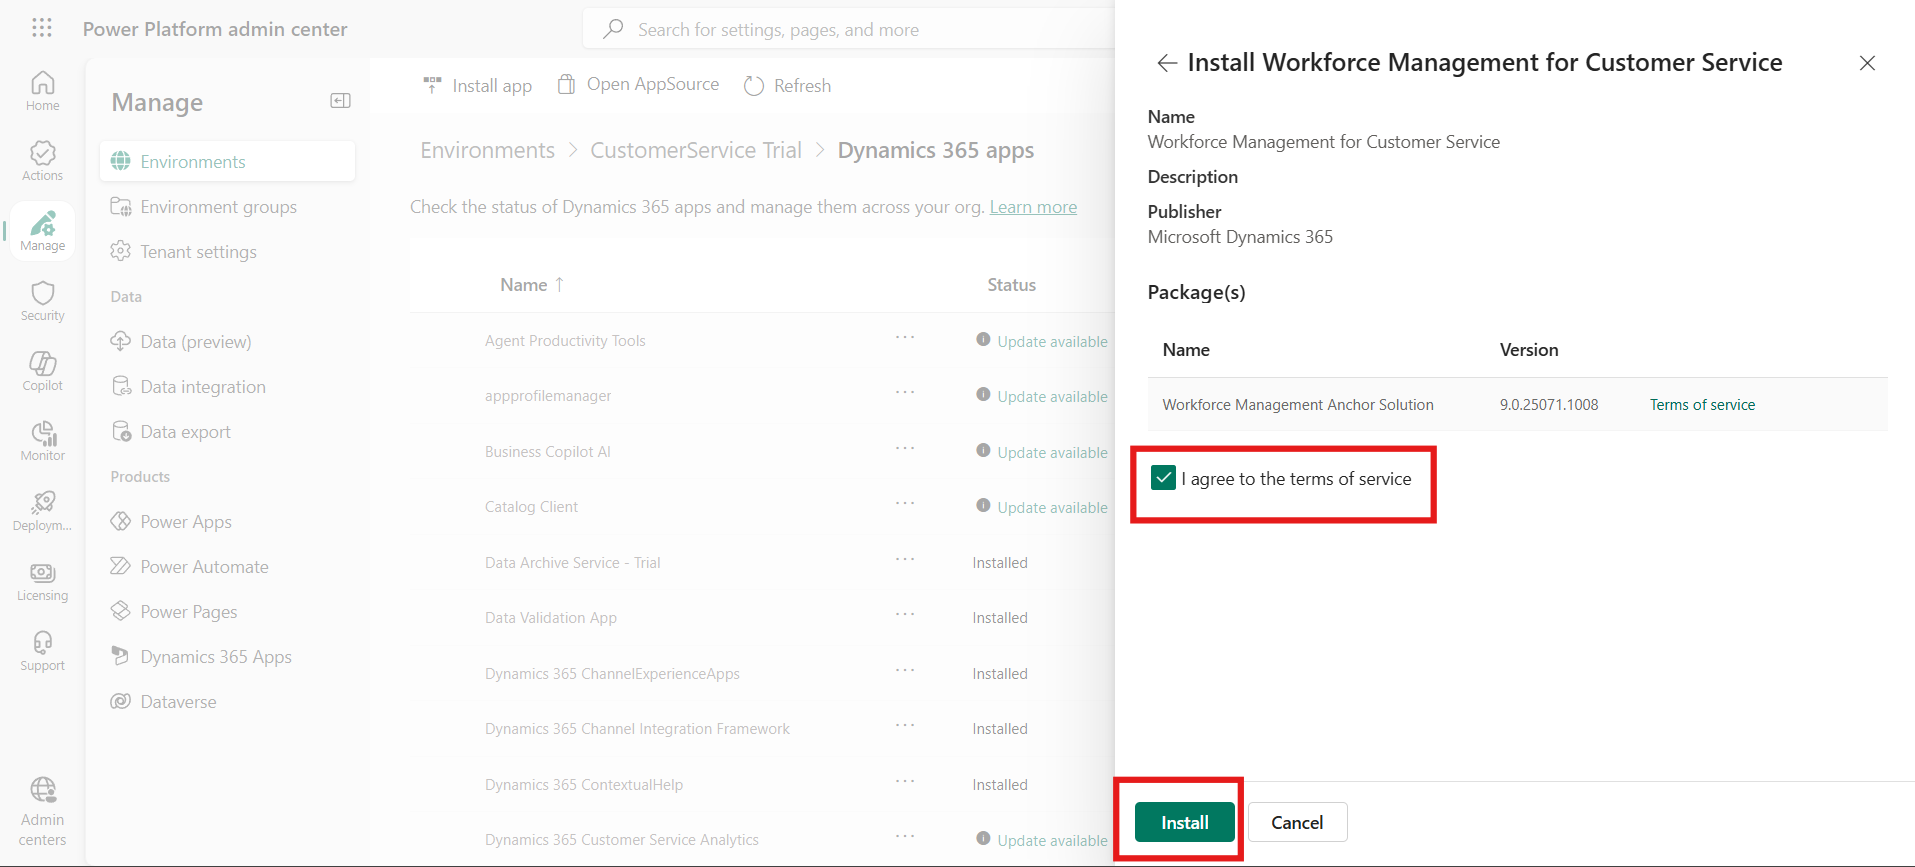 Power Platform admin center
Search for settings, pages, and more
Home
Actions
Manage
Security
Copilot
Monitor
Deploym...
Licensing
Support
Admin
centers
Manage
Environments
Environment groups
Tenant settings
Data
Data (preview)
Data integration
Data export
Products
Power Apps
Power Automate
Power Pages
Dynamics 365 Apps
Dataverse
Install app
Open AppSource
Refresh
Environments > CustomerService Trial > Dynamics 365 apps
Check the status of Dynamics 365 apps and manage them across your org. Learn more
Name ↑ Status
Agent Productivity Tools ... Update available
appprofilemanager ... Update available
Business Copilot AI ... Update available
Catalog Client ... Update available
Data Archive Service - Trial ... Installed
Data Validation App ... Installed
Dynamics 365 ChannelExperienceApps ... Installed
Dynamics 365 Channel Integration Framework ... Installed
Dynamics 365 ContextualHelp ... Installed
Dynamics 365 Customer Service Analytics ... Update available
Install Workforce Management for Customer Service
Name
Workforce Management for Customer Service
Description
Publisher
Microsoft Dynamics 365
Package(s)
Name Version
Workforce Management Anchor Solution 9.0.25071.1008 Terms of service
I agree to the terms of service
Install
Cancel